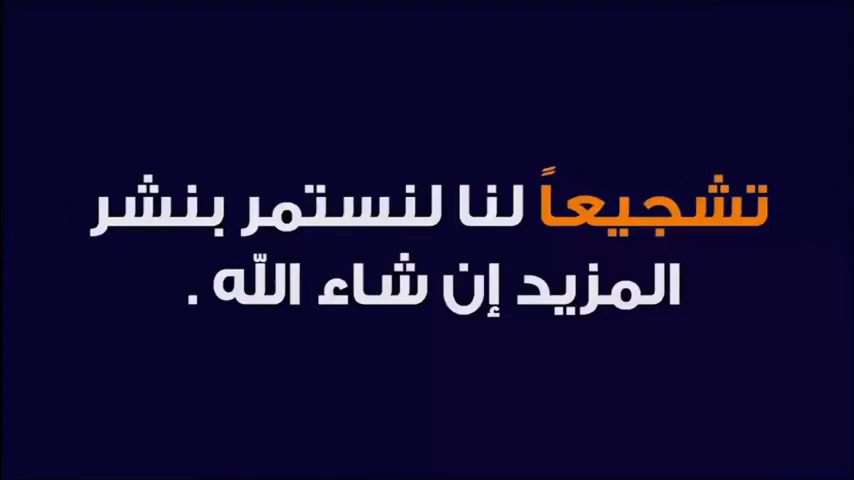 تشجيعاً لنا لنستمر بنشر
المزيد إن شاء الله .